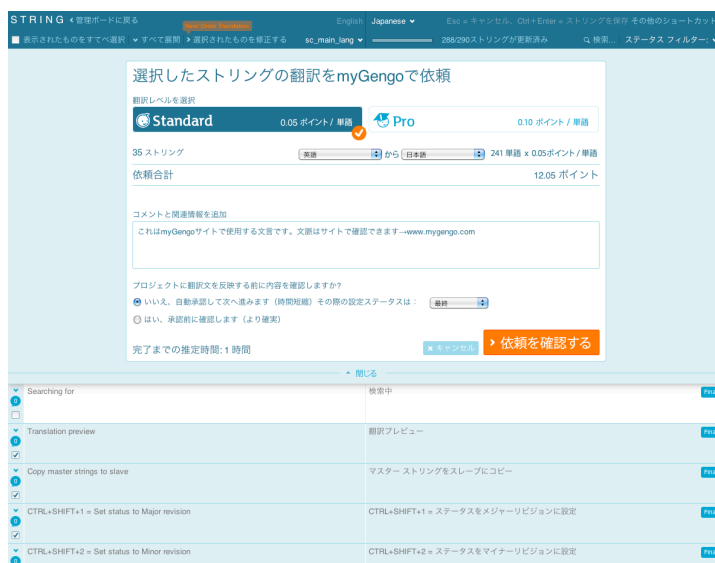 STRING ‹管理ボードに戻る English Japanese Esc = キャンセル、Ctrl+Enter = ストリングを保存 その他のショートカット
表示されたものをすてべ選択 すべて展開 選択されたものを修正する sc_main_lang 288/290ストリングが更新済み 検索... ステータス フィルター:
選択したストリングの翻訳をmyGengoで依頼
翻訳レベルを選択
Standard 0.05 ポイント / 単語 Pro 0.10 ポイント / 単語
35 ストリング 英語 から 日本語 241 単語 x 0.05ポイント / 単語
依頼合計 12.05 ポイント
コメントと関連情報を追加
これはmyGengoサイトで使用する文言です。文脈はサイトで確認できます→www.mygengo.com
プロジェクトに翻訳文を反映する前に内容を確認しますか?
いいえ、自動承認して次へ進みます（時間短縮）その際の設定ステータスは： 最終
はい、承認前に確認します（より確実）
完了までの推定時間: 1 時間 × キャンセル › 依頼を確認する
閉じる
Searching for 検索中
0
Translation preview 翻訳プレビュー
0
Copy master strings to slave マスター ストリングをスレーブにコピー
0
CTRL+SHIFT+1 = Set status to Major revision CTRL+SHIFT+1 = ステータスをメジャーリビジョンに設定
0
CTRL+SHIFT+2 = Set status to Minor revision CTRL+SHIFT+2 = ステータスをマイナーリビジョンに設定
0